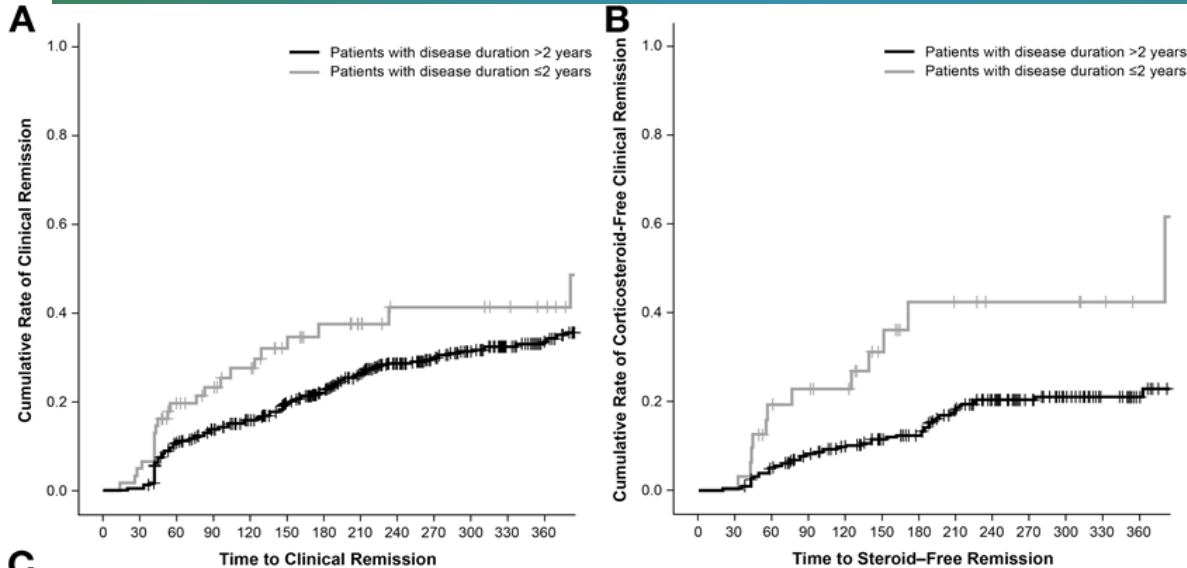 A
Cumulative Rate of Clinical Remission
1.0
0.8
0.6
0.4
0.2
0.0
Patients with disease duration >2 years
Patients with disease duration ≤2 years
0 30 60 90 120 150 180 210 240 270 300 330 360
Time to Clinical Remission
B
Cumulative Rate of Corticosteroid-Free Clinical Remission
1.0
0.8
0.6
0.4
0.2
0.0
Patients with disease duration >2 years
Patients with disease duration ≤2 years
0 30 60 90 120 150 180 210 240 270 300 330 360
Time to Steroid–Free Remission
C